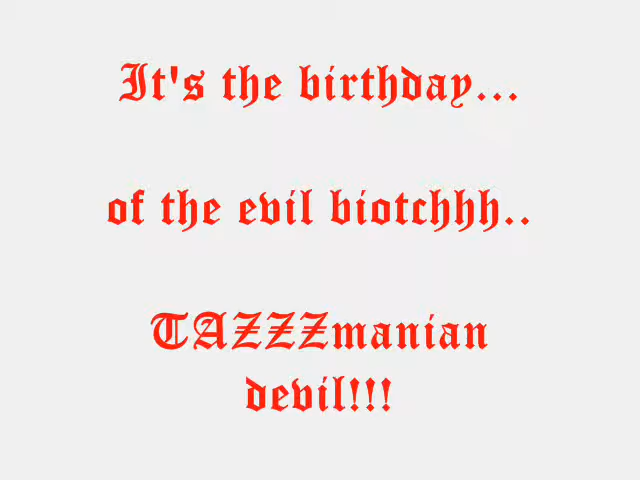 It's the birthday...
of the evil biotchhh..
TAZZZmanian
devil!!!